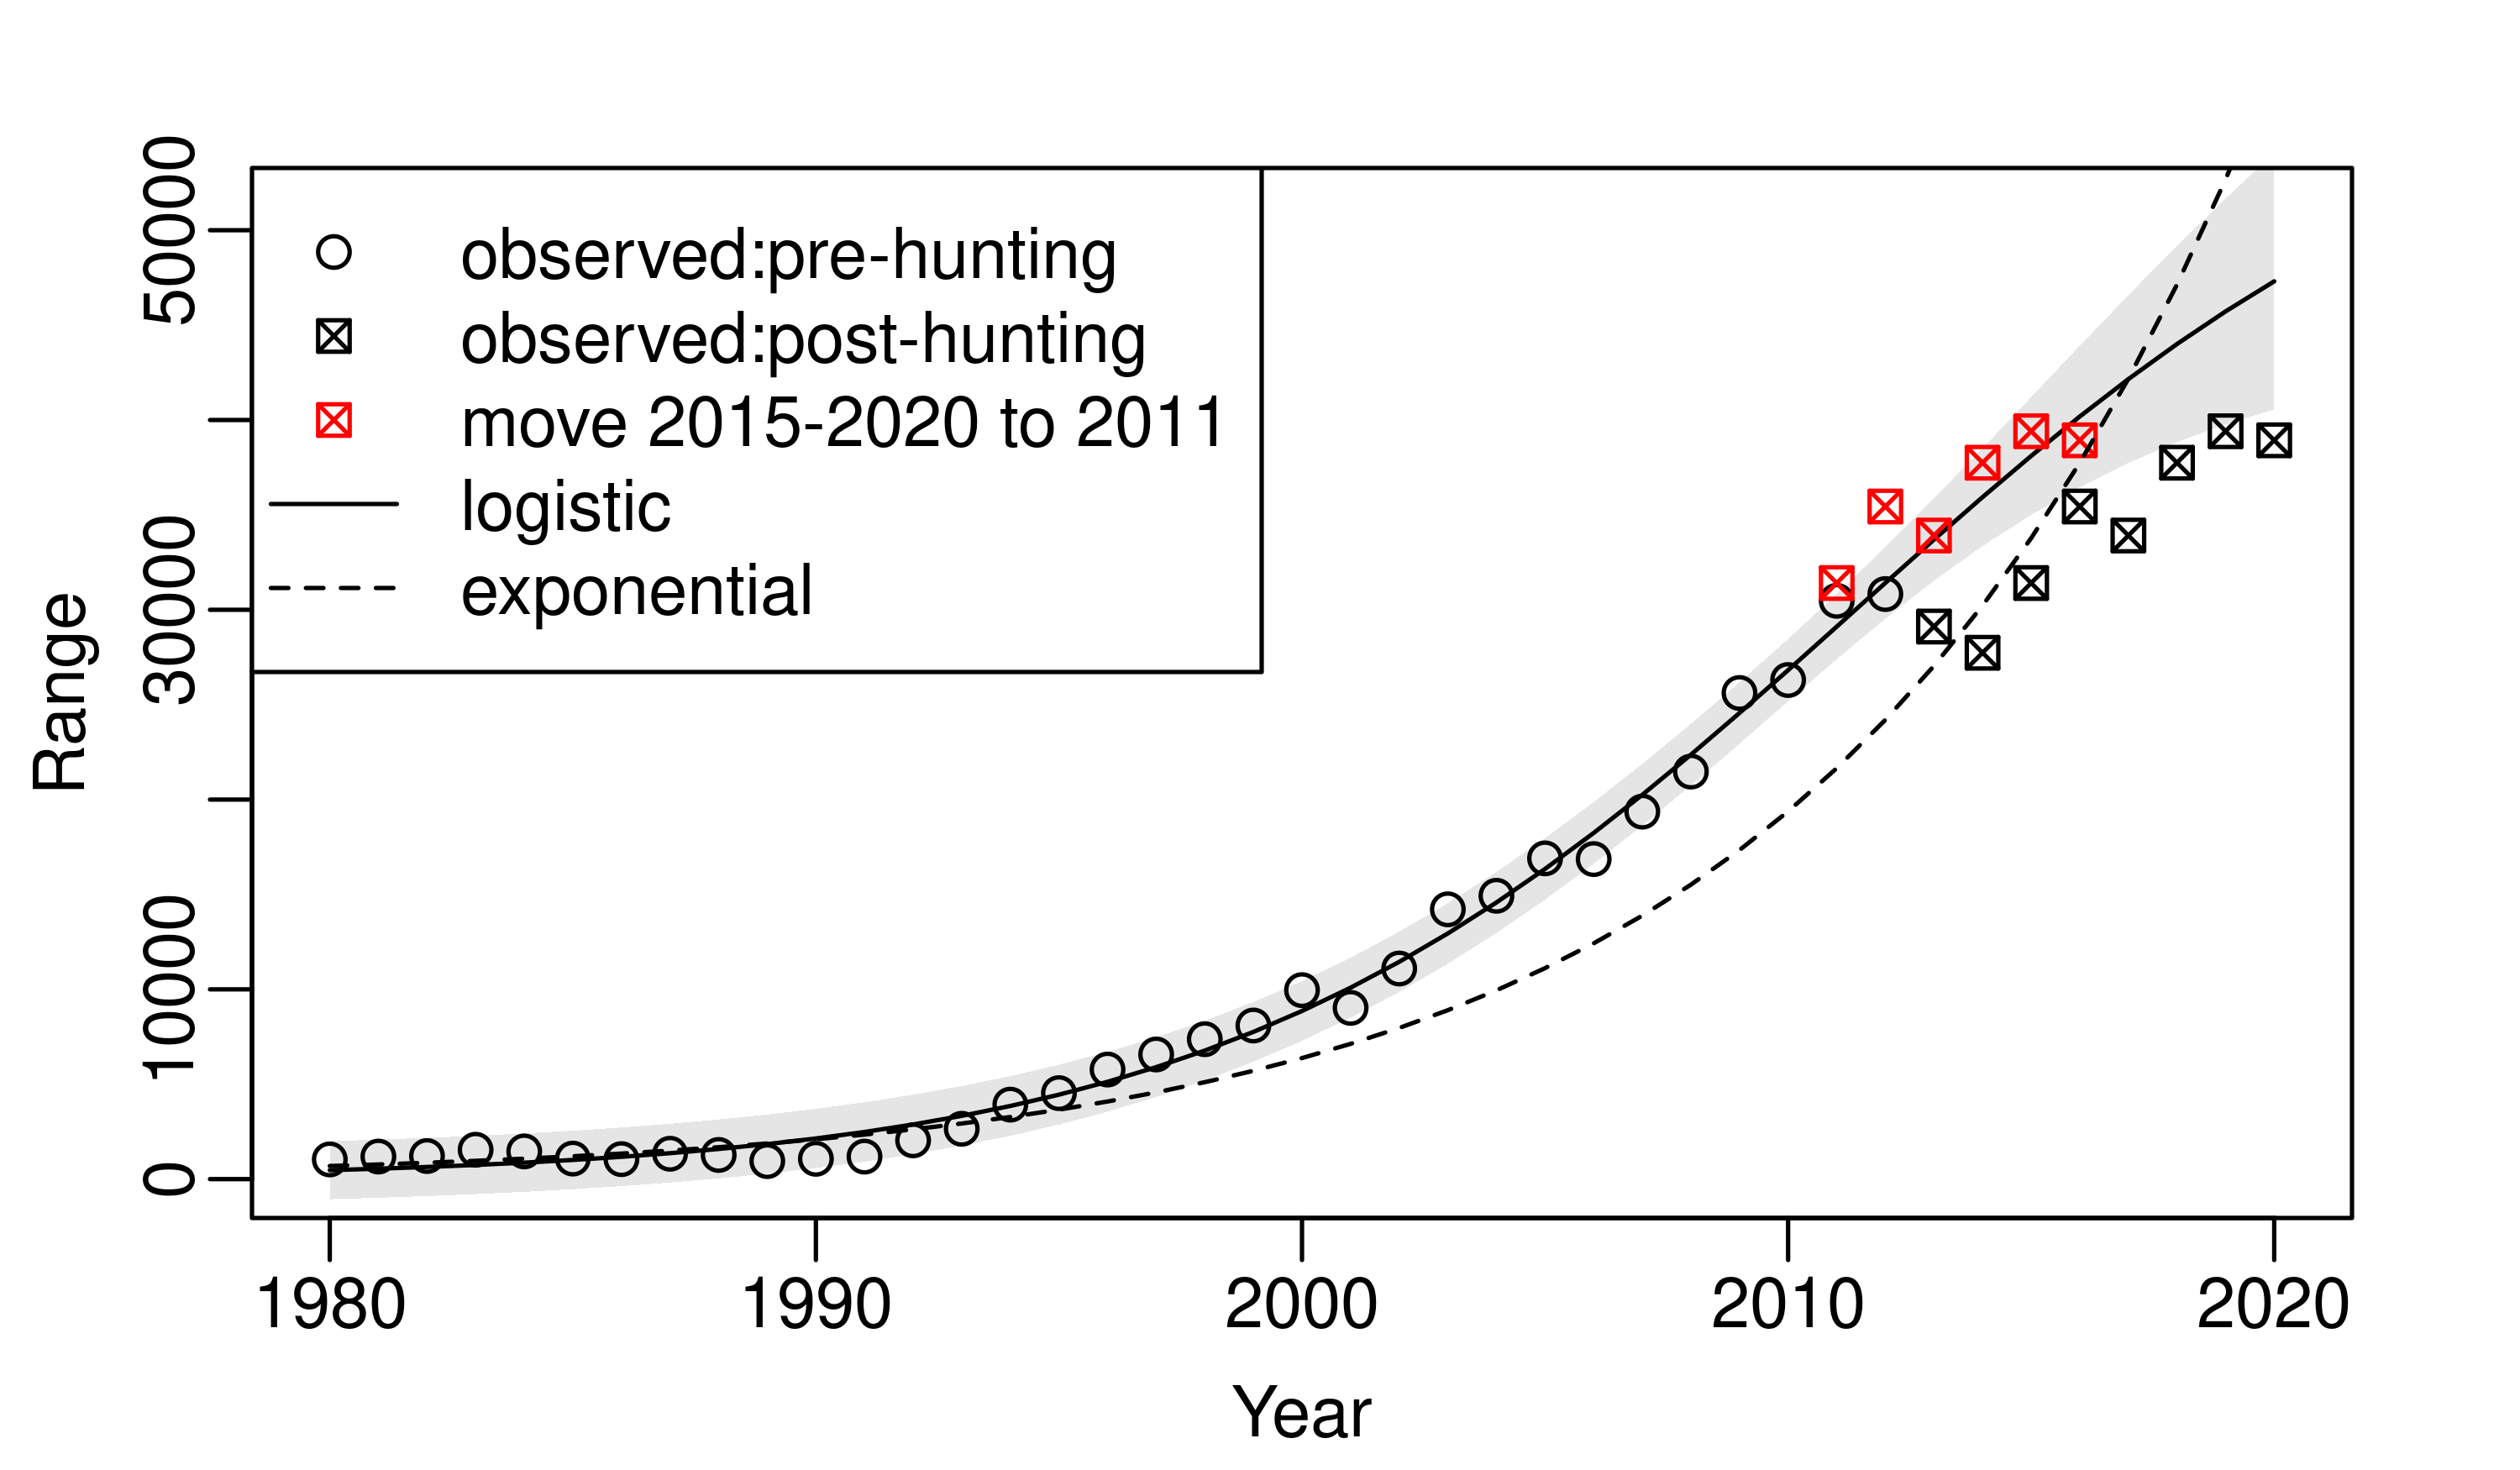 observed:pre-hunting
observed:post-hunting
move 2015-2020 to 2011
logistic
exponential
Range
50000
30000
10000
0
1980 1990 2000 2010 2020
Year